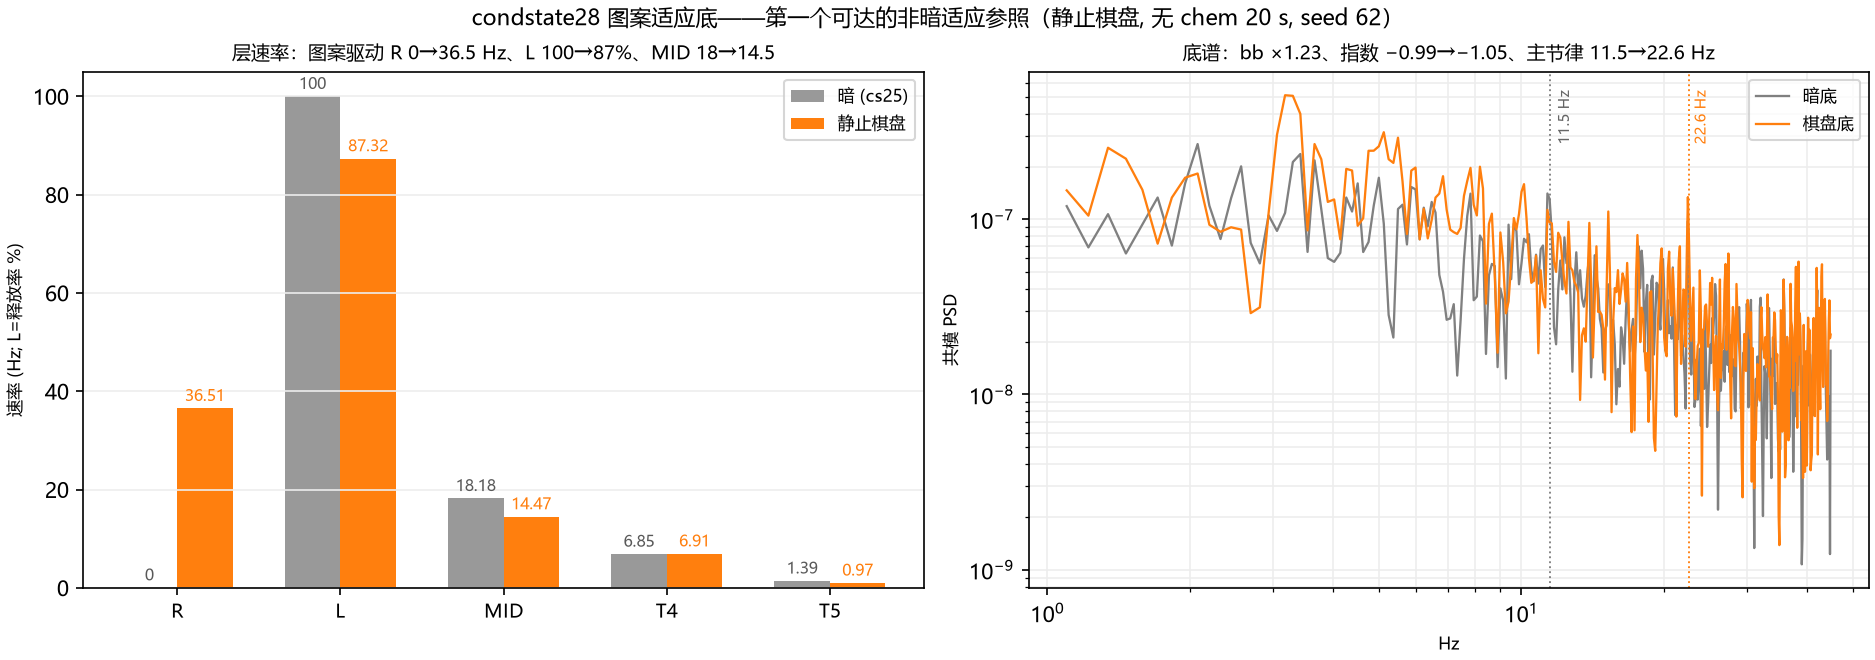 condstate28 图案适应底——第一个可达的非暗适应参照（静止棋盘, 无 chem 20 s, seed 62）
层速率：图案驱动 R 0→36.5 Hz、L 100→87%、MID 18→14.5
速率 (Hz; L=释放率 %)
100
80
60
40
20
0
暗 (cs25)
静止棋盘
0
36.51
100
87.32
18.18
14.47
6.85
6.91
1.39
0.97
R
L
MID
T4
T5
底谱：bb ×1.23、指数 −0.99→−1.05、主节律 11.5→22.6 Hz
共模 PSD
10⁻⁷
10⁻⁸
10⁻⁹
11.5 Hz
22.6 Hz
暗底
棋盘底
10⁰
10¹
Hz